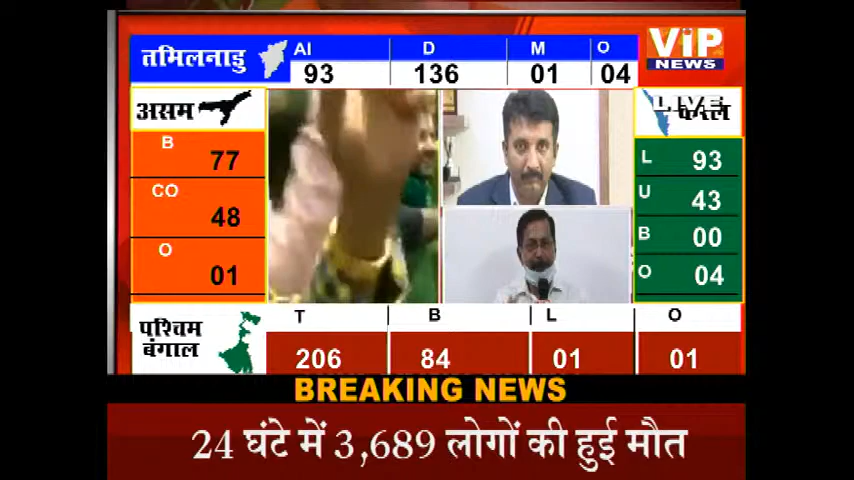 तमिलनाडु
AI D M O
93 136 01 04
VIP
NEWS
असम
LIVE
B
77
CO
48
O
01
L 93
U 43
B 00
O 04
पश्चिम
बंगाल
T B L O
206 84 01 01
BREAKING NEWS
24 घंटे में 3,689 लोगों की हुई मौत